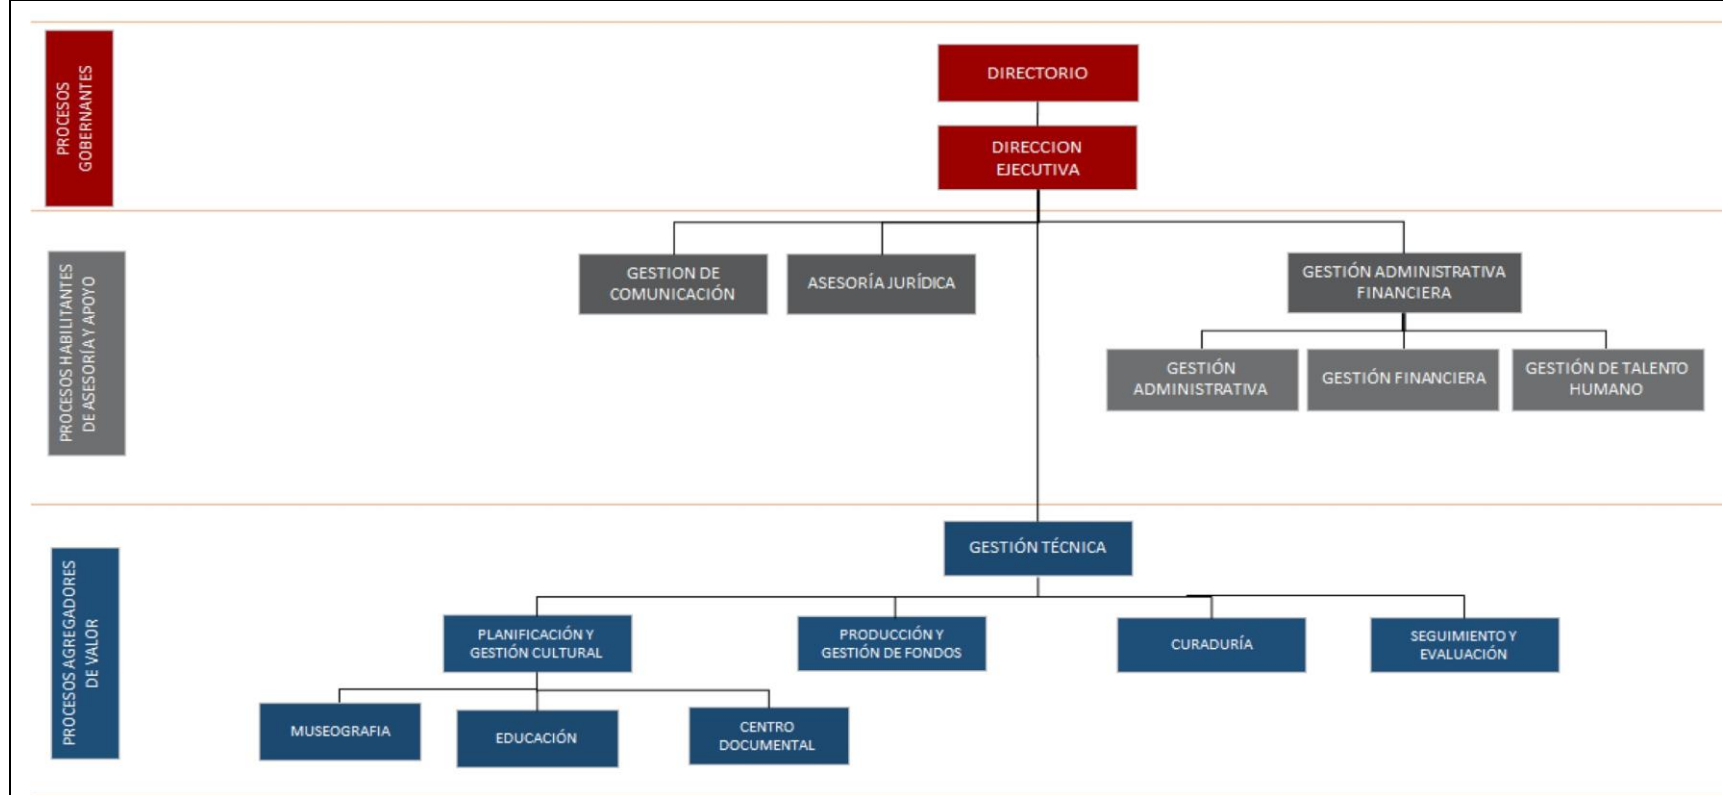 PROCESOS
GOBERNANTES
DIRECTORIO
DIRECCION
EJECUTIVA
PROCESOS HABILITANTES
DE ASESORÍA Y APOYO
GESTION DE
COMUNICACIÓN
ASESORÍA JURÍDICA
GESTIÓN ADMINISTRATIVA
FINANCIERA
GESTIÓN
ADMINISTRATIVA
GESTIÓN FINANCIERA
GESTIÓN DE TALENTO
HUMANO
PROCESOS AGREGADORES
DE VALOR
GESTIÓN TÉCNICA
PLANIFICACIÓN Y
GESTIÓN CULTURAL
PRODUCCIÓN Y
GESTIÓN DE FONDOS
CURADURÍA
SEGUIMIENTO Y
EVALUACIÓN
MUSEOGRAFIA
EDUCACIÓN
CENTRO
DOCUMENTAL